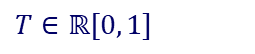 𝑇 ∈ ℝ[0, 1]